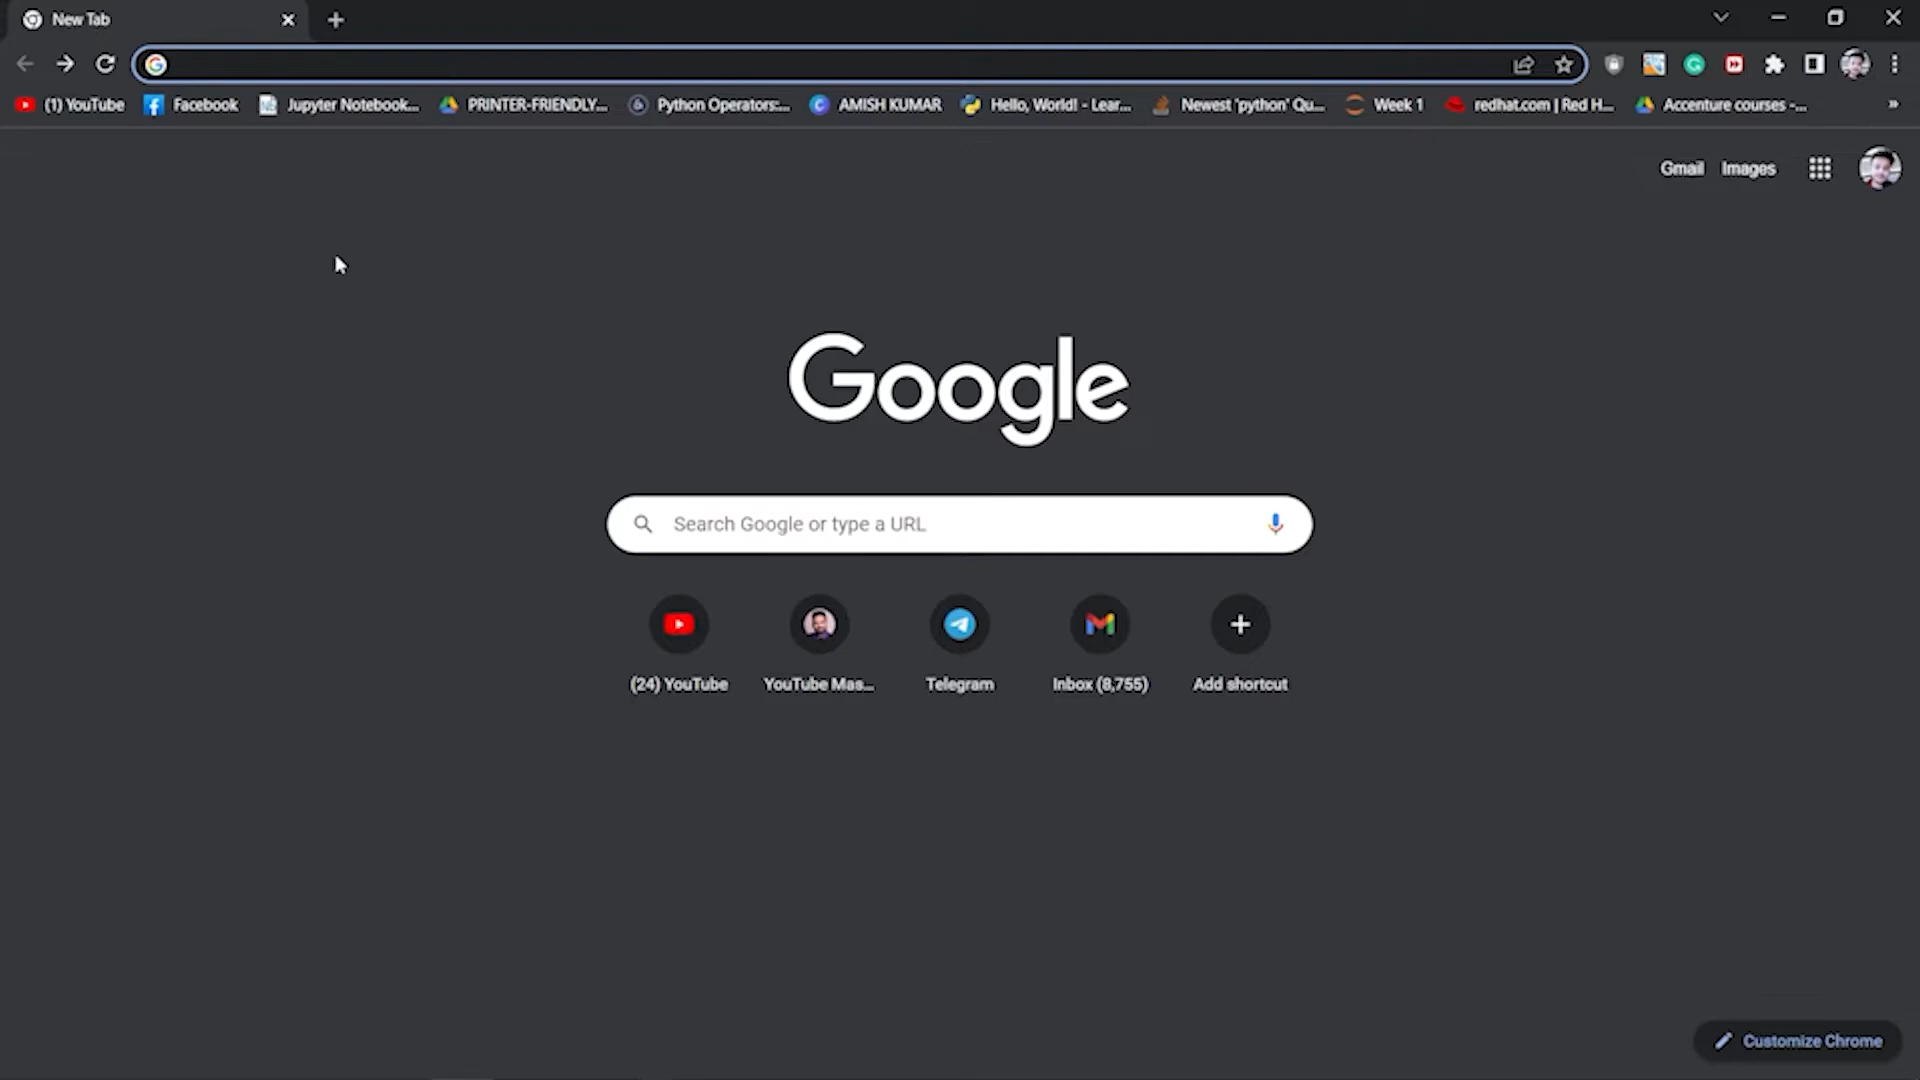 New Tab
(1) YouTube Facebook Jupyter Notebook... PRINTER-FRIENDLY... Python Operators:... AMISH KUMAR Hello, World! - Lear... Newest 'python' Qu... Week 1 redhat.com | Red H... Accenture courses -...
Gmail Images
Google
Search Google or type a URL
(24) YouTube YouTube Mas... Telegram Inbox (8,755) Add shortcut
Customize Chrome